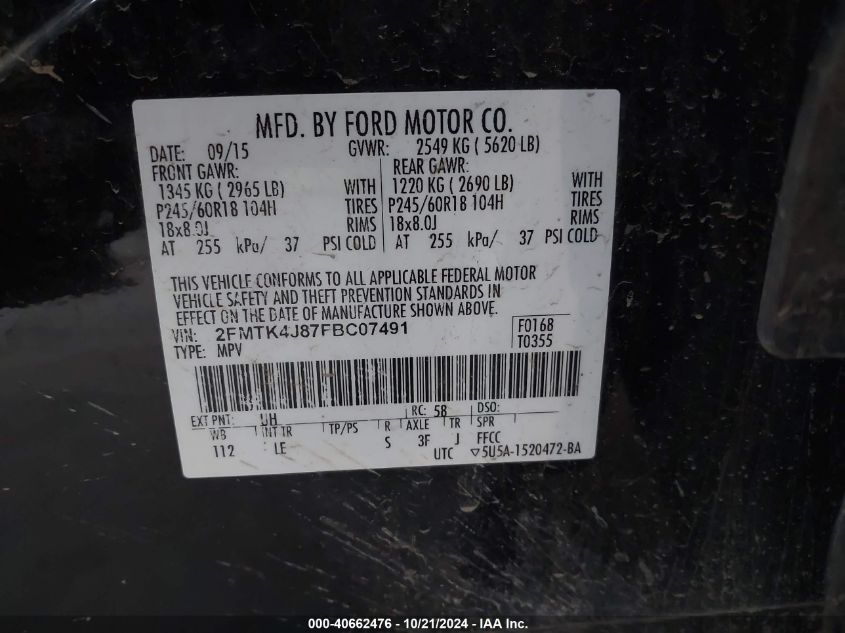 MFD. BY FORD MOTOR CO.
DATE: 09/15 GVWR: 2549 KG ( 5620 LB)
FRONT GAWR: REAR GAWR:
1345 KG ( 2965 LB) WITH 1220 KG ( 2690 LB) WITH
P245/60R18 104H TIRES P245/60R18 104H TIRES
18x8.0J RIMS 18x8.0J RIMS
AT 255 kPa/ 37 PSI COLD AT 255 kPa/ 37 PSI COLD
THIS VEHICLE CONFORMS TO ALL APPLICABLE FEDERAL MOTOR
VEHICLE SAFETY AND THEFT PREVENTION STANDARDS IN
EFFECT ON THE DATE OF MANUFACTURE SHOWN ABOVE.
VIN: 2FMTK4J87FBC07491 F0168
TYPE: MPV T0355
EXT PNT: UH RC: 58 DSO:
WB INT TR TP/PS R AXLE TR SPR
112 LE S 3F J FFCC
UTC ▽5U5A-1520472-BA
000-40662476 - 10/21/2024 - IAA Inc.